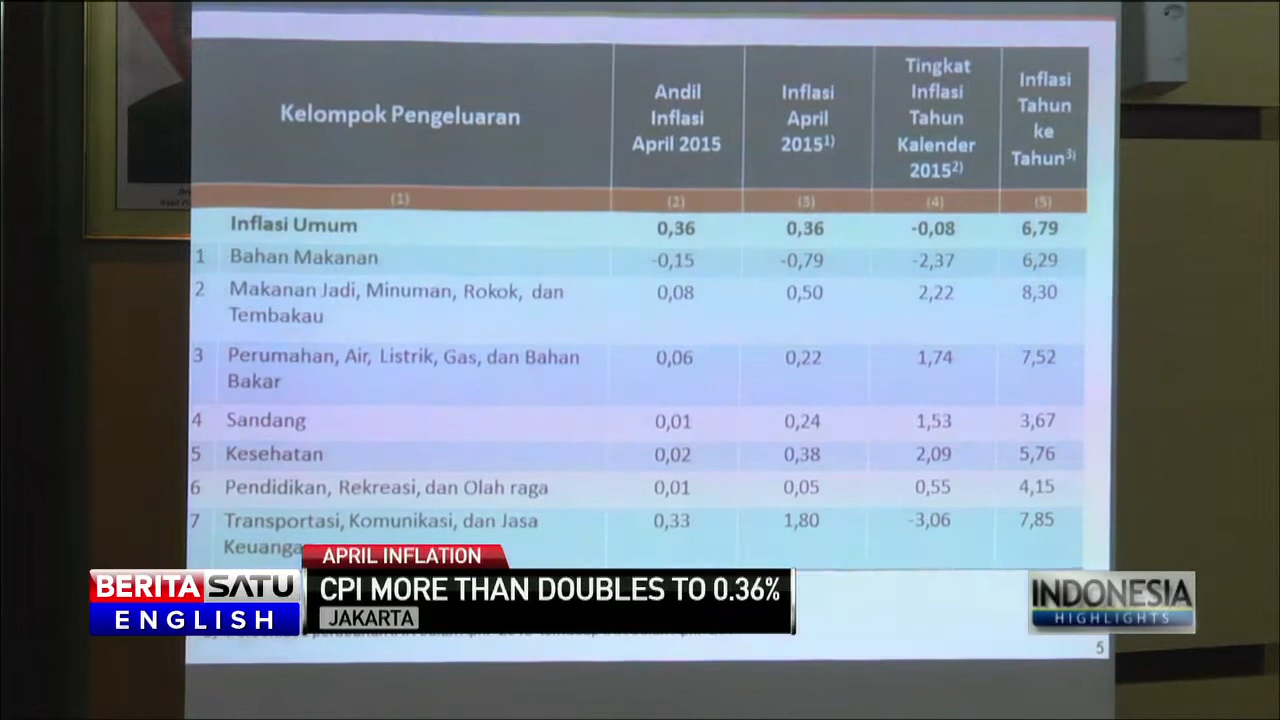 Kelompok Pengeluaran
Andil
Inflasi
April 2015
Inflasi
April
2015¹⁾
Tingkat
Inflasi
Tahun
Kalender
2015²⁾
Inflasi
Tahun
ke
Tahun³⁾
(1) (2) (3) (4) (5)
Inflasi Umum 0,36 0,36 -0,08 6,79
1 Bahan Makanan -0,15 -0,79 -2,37 6,29
2 Makanan Jadi, Minuman, Rokok, dan 0,08 0,50 2,22 8,30
Tembakau
3 Perumahan, Air, Listrik, Gas, dan Bahan 0,06 0,22 1,74 7,52
Bakar
4 Sandang 0,01 0,24 1,53 3,67
5 Kesehatan 0,02 0,38 2,09 5,76
6 Pendidikan, Rekreasi, dan Olah raga 0,01 0,05 0,55 4,15
7 Transportasi, Komunikasi, dan Jasa 0,33 1,80 -3,06 7,85
Keuanga
APRIL INFLATION
BERITA SATU
ENGLISH
CPI MORE THAN DOUBLES TO 0.36%
JAKARTA
INDONESIA
HIGHLIGHTS
5